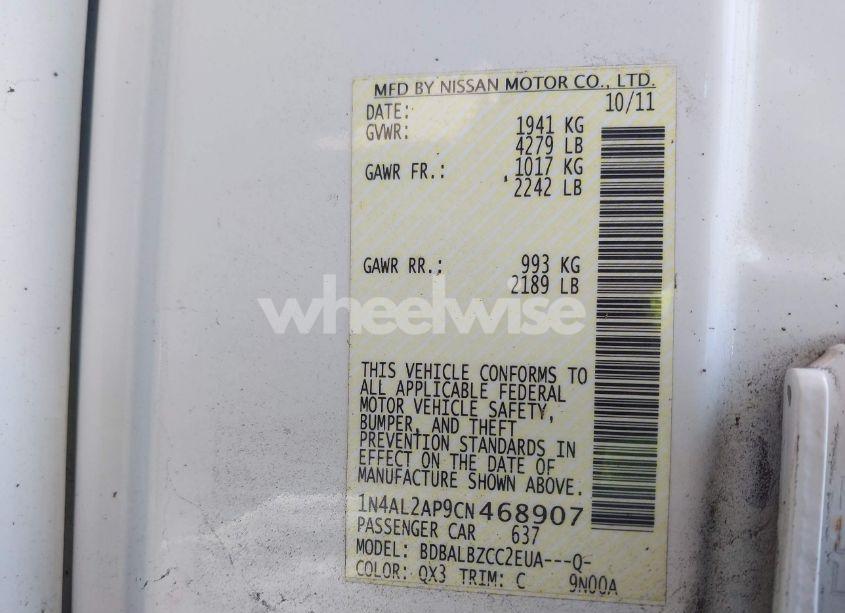 MFD BY NISSAN MOTOR CO., LTD.
DATE: 10/11
GVWR: 1941 KG
4279 LB
GAWR FR.: 1017 KG
2242 LB
GAWR RR.: 993 KG
2189 LB
wheelwise
THIS VEHICLE CONFORMS TO
ALL APPLICABLE FEDERAL
MOTOR VEHICLE SAFETY,
BUMPER, AND THEFT
PREVENTION STANDARDS IN
EFFECT ON THE DATE OF
MANUFACTURE SHOWN ABOVE.
1N4AL2AP9CN468907
PASSENGER CAR 637
MODEL: BDBALBZCC2EUA---Q-
COLOR: QX3 TRIM: C 9N00A